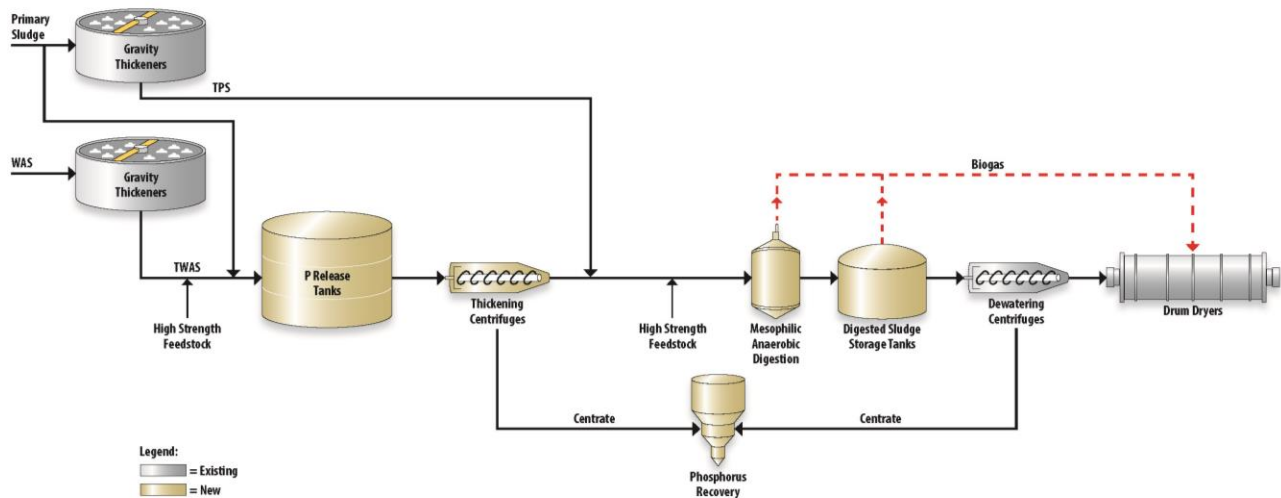 Primary
Sludge
Gravity
Thickeners
TPS
WAS
Gravity
Thickeners
TWAS
High Strength
Feedstock
P Release
Tanks
Thickening
Centrifuges
High Strength
Feedstock
Biogas
Mesophilic
Anaerobic
Digestion
Digested Sludge
Storage Tanks
Dewatering
Centrifuges
Drum Dryers
Centrate
Centrate
Phosphorus
Recovery
Legend:
= Existing
= New